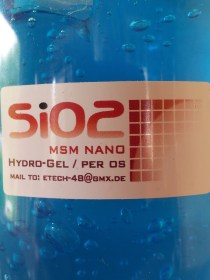 SiO2
MSM NANO
HYDRO-GEL / PER OS
MAIL TO: ETECH-48@GMX.DE